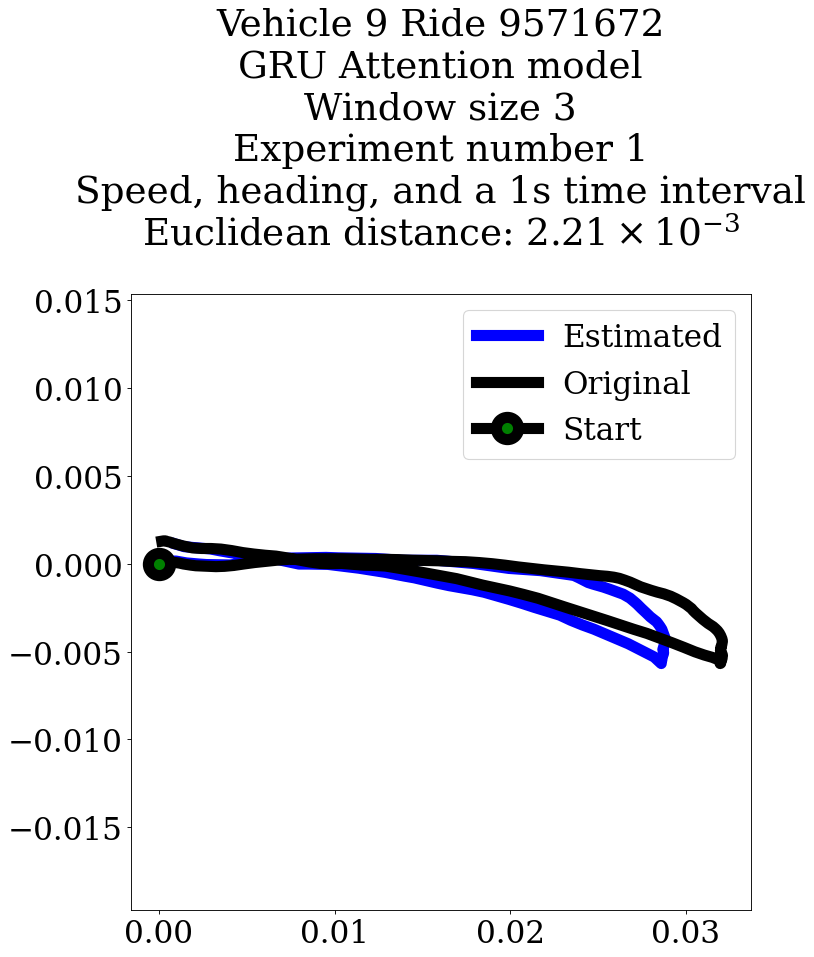 Vehicle 9 Ride 9571672
GRU Attention model
Window size 3
Experiment number 1
Speed, heading, and a 1s time interval
Euclidean distance: 2.21 × 10⁻³
Estimated
Original
Start
0.015
0.010
0.005
0.000
−0.005
−0.010
−0.015
0.00 0.01 0.02 0.03